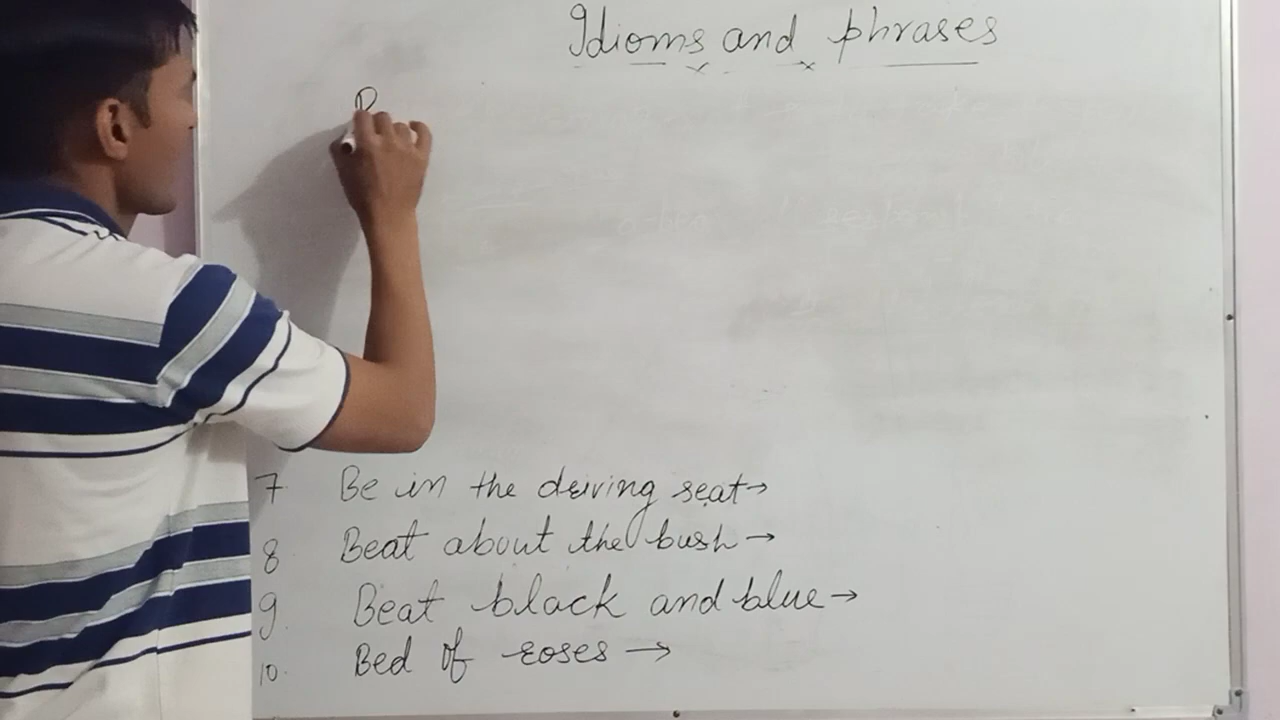 Idioms and phrases
7 Be in the driving seat→
8 Beat about the bush→
9. Beat black and blue→
10. Bed of roses→